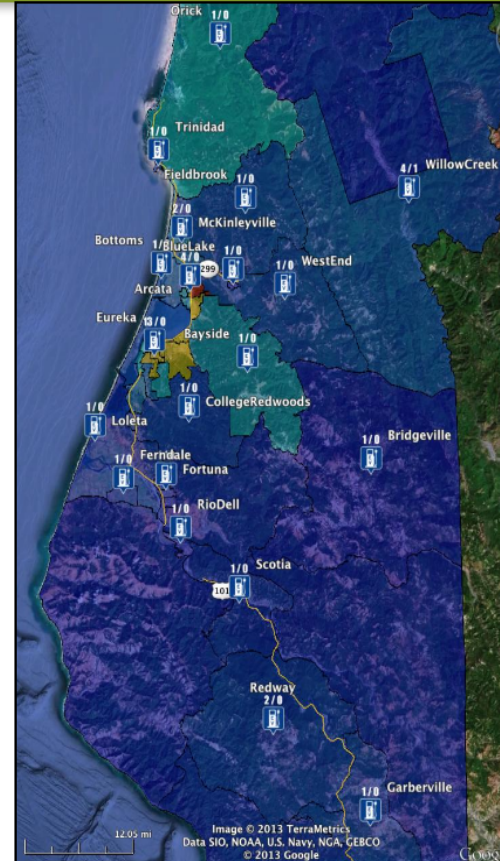 Orick
1/0
1/0
Trinidad
Fieldbrook
1/0
4/1
WillowCreek
2/0
McKinleyville
Bottoms
BlueLake
4/0
299
1/0
1/0
WestEnd
Arcata
Eureka
13/0
Bayside
1/0
1/0
CollegeRedwoods
1/0
Loleta
1/0
Bridgeville
1/0
Ferndale
Fortuna
1/0
RioDell
1/0
Scotia
101
Redway
2/0
1/0
Garberville
12.05 mi
Image © 2013 TerraMetrics
Data SIO, NOAA, U.S. Navy, NGA, GEBCO
© 2013 Google